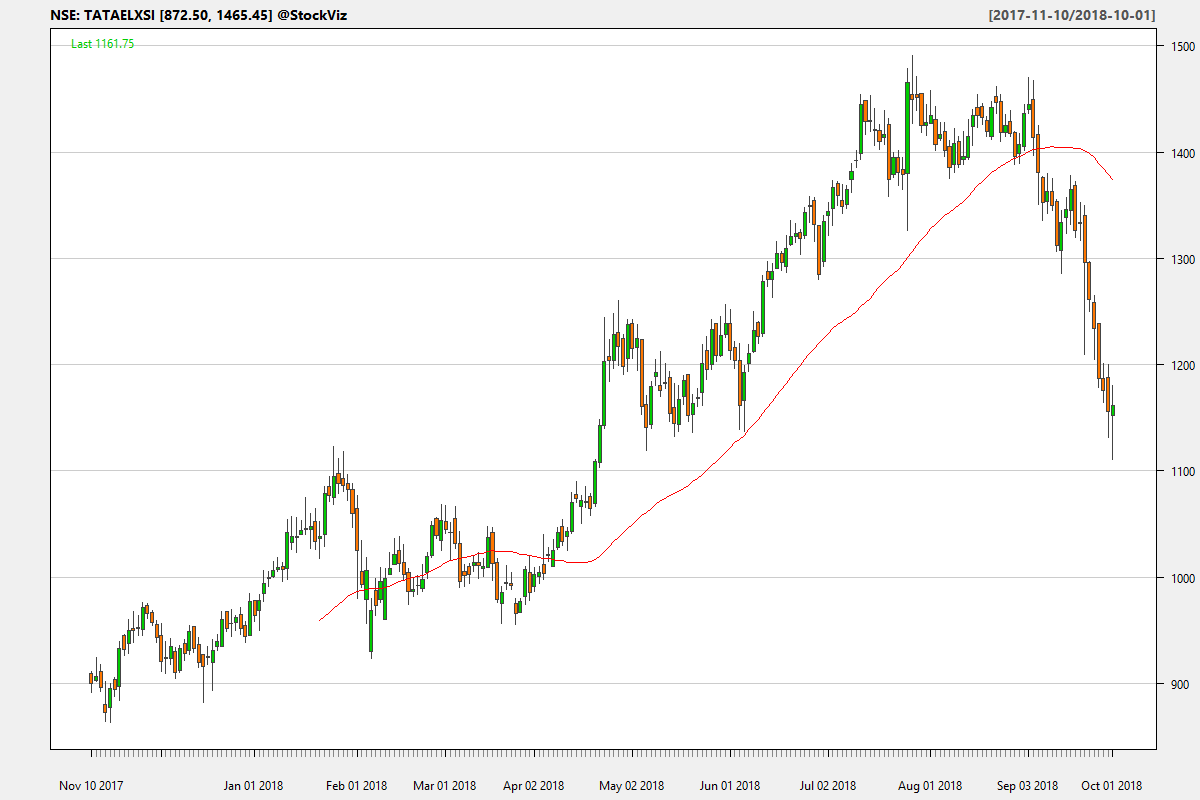 NSE: TATAELXSI [872.50, 1465.45] @StockViz
[2017-11-10/2018-10-01]
Last 1161.75
1500
1400
1300
1200
1100
1000
900
Nov 10 2017
Jan 01 2018
Feb 01 2018
Mar 01 2018
Apr 02 2018
May 02 2018
Jun 01 2018
Jul 02 2018
Aug 01 2018
Sep 03 2018
Oct 01 2018